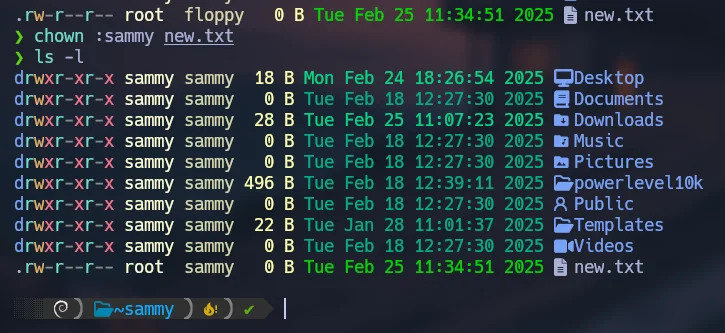 .rw-r--r-- root  floppy   0 B Tue Feb 25 11:34:51 2025 new.txt
❯ chown :sammy new.txt
❯ ls -l
drwxr-xr-x sammy sammy  18 B Mon Feb 24 18:26:54 2025 Desktop
drwxr-xr-x sammy sammy   0 B Tue Feb 18 12:27:30 2025 Documents
drwxr-xr-x sammy sammy  28 B Tue Feb 25 11:07:23 2025 Downloads
drwxr-xr-x sammy sammy   0 B Tue Feb 18 12:27:30 2025 Music
drwxr-xr-x sammy sammy   0 B Tue Feb 18 12:27:30 2025 Pictures
drwxr-xr-x sammy sammy 496 B Tue Feb 18 12:39:11 2025 powerlevel10k
drwxr-xr-x sammy sammy   0 B Tue Feb 18 12:27:30 2025 Public
drwxr-xr-x sammy sammy  22 B Tue Jan 28 11:01:37 2025 Templates
drwxr-xr-x sammy sammy   0 B Tue Feb 18 12:27:30 2025 Videos
.rw-r--r-- root  sammy   0 B Tue Feb 25 11:34:51 2025 new.txt
~sammy ✔